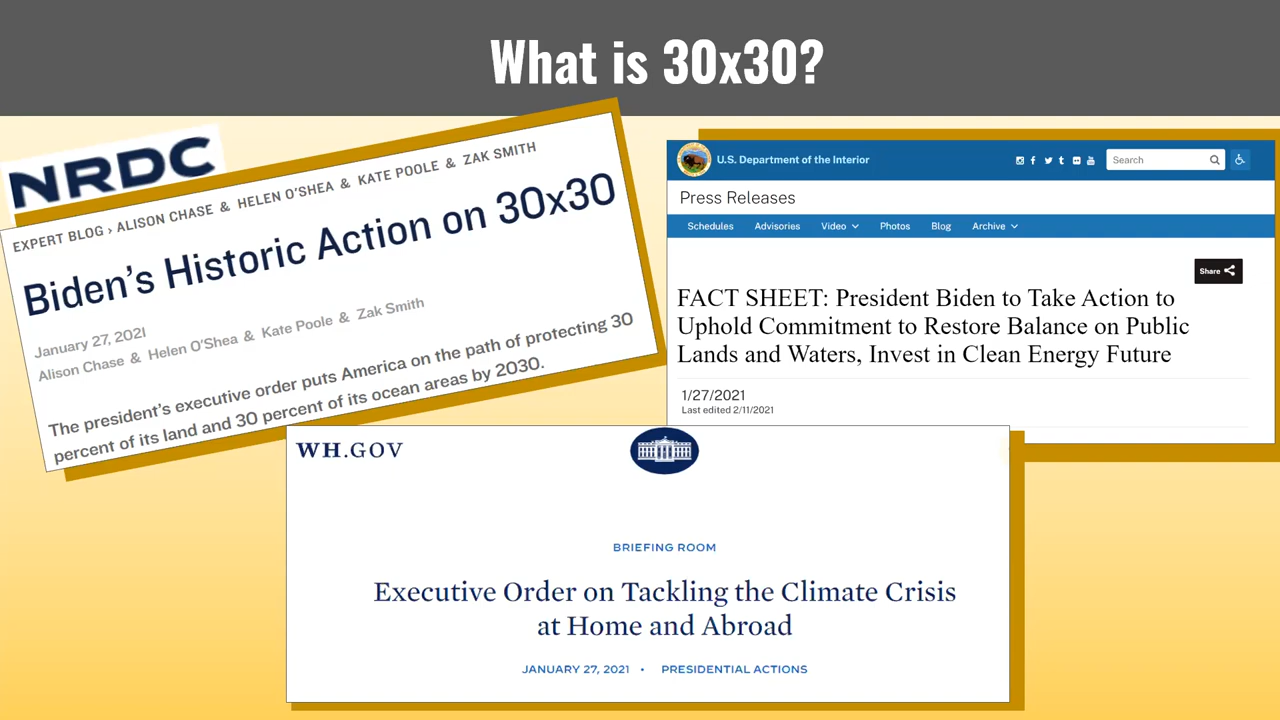 What is 30x30?
NRDC
EXPERT BLOG › ALISON CHASE & HELEN O'SHEA & KATE POOLE & ZAK SMITH
Biden's Historic Action on 30x30
January 27, 2021
Alison Chase & Helen O'Shea & Kate Poole & Zak Smith
The president's executive order puts America on the path of protecting 30
percent of its land and 30 percent of its ocean areas by 2030.
U.S. Department of the Interior
Search
Press Releases
Schedules Advisories Video Photos Blog Archive
Share
FACT SHEET: President Biden to Take Action to
Uphold Commitment to Restore Balance on Public
Lands and Waters, Invest in Clean Energy Future
1/27/2021
Last edited 2/11/2021
WH.GOV
BRIEFING ROOM
Executive Order on Tackling the Climate Crisis
at Home and Abroad
JANUARY 27, 2021 • PRESIDENTIAL ACTIONS